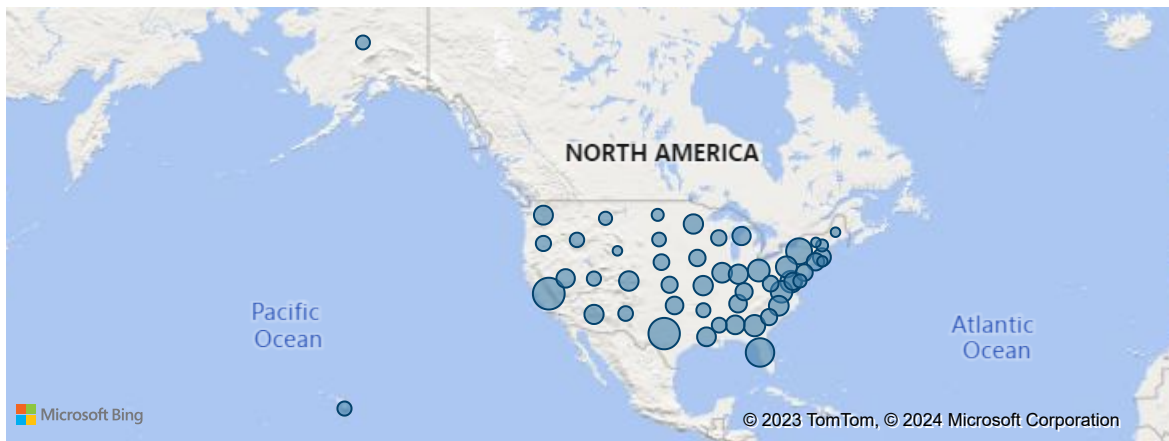 NORTH AMERICA
Pacific
Ocean
Atlantic
Ocean
Microsoft Bing
© 2023 TomTom, © 2024 Microsoft Corporation